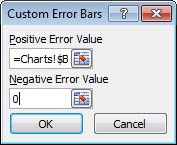 Custom Error Bars
?
Positive Error Value
=Charts!$B
Negative Error Value
0
OK
Cancel